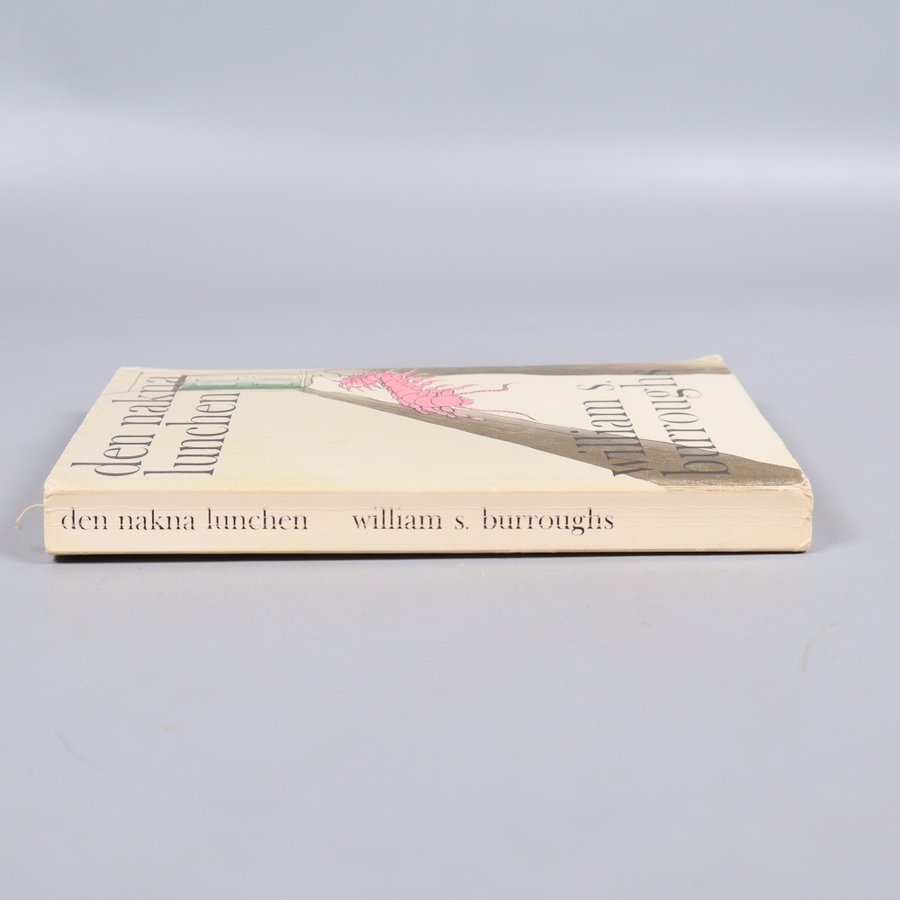 den nakna
lunchen
william s.
burroughs
den nakna lunchen william s. burroughs